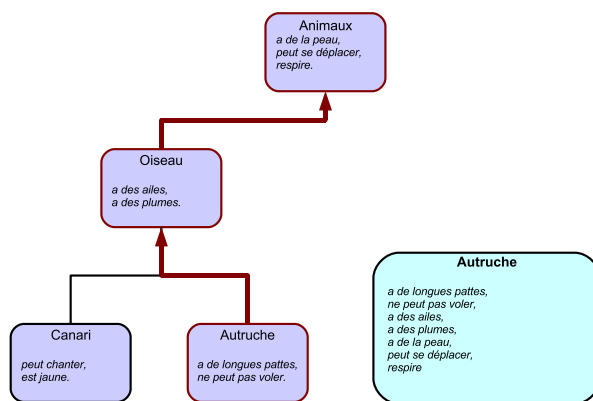 Animaux
a de la peau,
peut se déplacer,
respire.
Oiseau
a des ailes,
a des plumes.
Canari
peut chanter,
est jaune.
Autruche
a de longues pattes,
ne peut pas voler.
Autruche
a de longues pattes,
ne peut pas voler,
a des ailes,
a des plumes,
a de la peau,
peut se déplacer,
respire